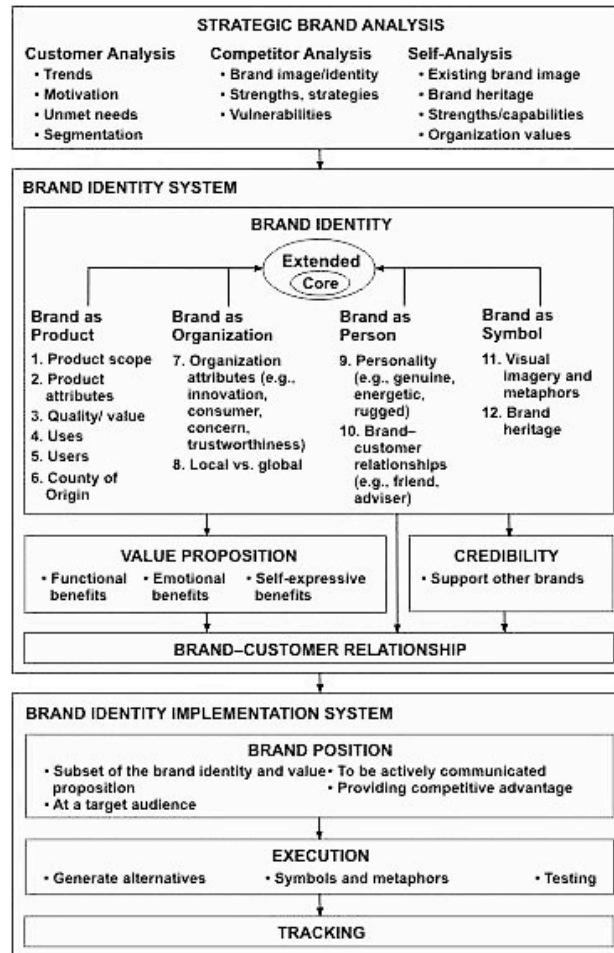 STRATEGIC BRAND ANALYSIS
Customer Analysis
• Trends
• Motivation
• Unmet needs
• Segmentation
Competitor Analysis
• Brand image/identity
• Strengths, strategies
• Vulnerabilities
Self-Analysis
• Existing brand image
• Brand heritage
• Strengths/capabilities
• Organization values
BRAND IDENTITY SYSTEM
BRAND IDENTITY
Extended
Core
Brand as
Product
1. Product scope
2. Product
attributes
3. Quality/ value
4. Uses
5. Users
6. County of
Origin
Brand as
Organization
7. Organization
attributes (e.g.,
innovation,
consumer,
concern,
trustworthiness)
8. Local vs. global
Brand as
Person
9. Personality
(e.g., genuine,
energetic,
rugged)
10. Brand–
customer
relationships
(e.g., friend,
adviser)
Brand as
Symbol
11. Visual
imagery and
metaphors
12. Brand
heritage
VALUE PROPOSITION
• Functional
benefits
• Emotional
benefits
• Self-expressive
benefits
CREDIBILITY
• Support other brands
BRAND–CUSTOMER RELATIONSHIP
BRAND IDENTITY IMPLEMENTATION SYSTEM
BRAND POSITION
• Subset of the brand identity and value
proposition
• At a target audience
• To be actively communicated
• Providing competitive advantage
EXECUTION
• Generate alternatives
• Symbols and metaphors
• Testing
TRACKING